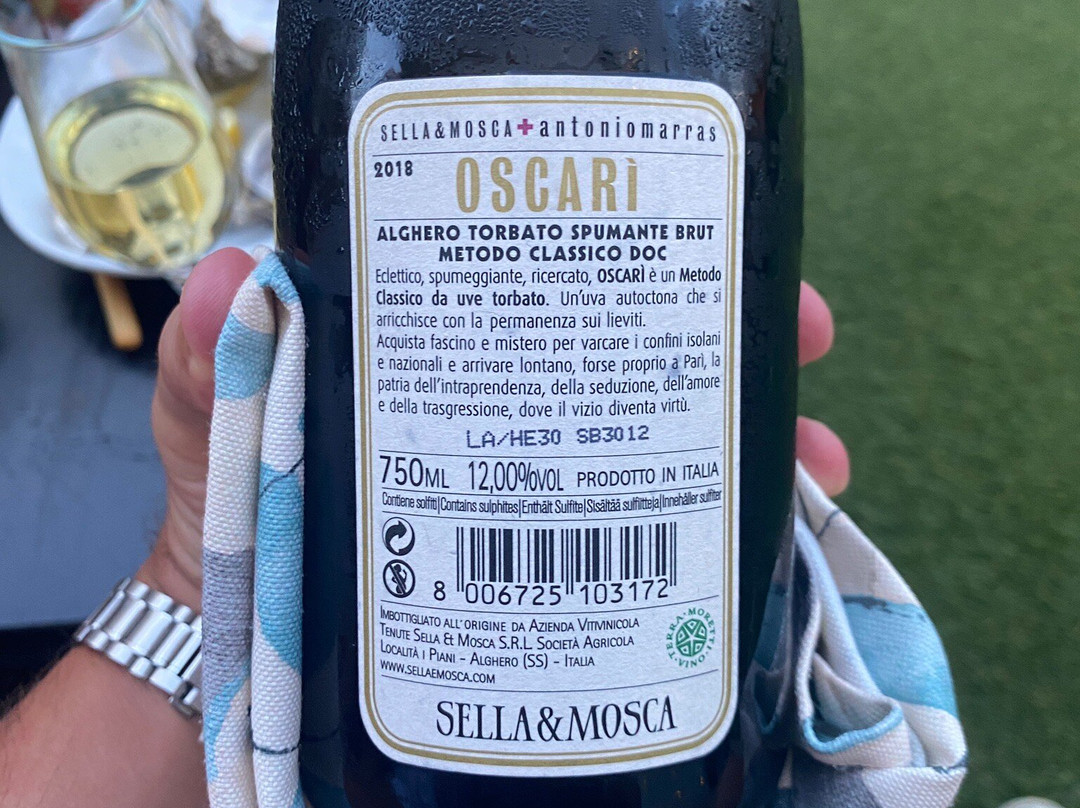 SELLA&MOSCA+antoniomarras
2018
OSCARÌ
ALGHERO TORBATO SPUMANTE BRUT
METODO CLASSICO DOC
Eclettico, spumeggiante, ricercato, OSCARÌ è un Metodo
Classico da uve torbato. Un'uva autoctona che si
arricchisce con la permanenza sui lieviti.
Acquista fascino e mistero per varcare i confini isolani
e nazionali e arrivare lontano, forse proprio a Parì, la
patria dell'intraprendenza, della seduzione, dell'amore
e della trasgressione, dove il vizio diventa virtù.
LA/HE30 SB3012
750ML 12,00%VOL PRODOTTO IN ITALIA
Contiene solfiti|Contains sulphites|Enthält Sulfite|Sisältää sulfiitteja|Innehåller sulfiter
8 006725 103172
IMBOTTIGLIATO ALL'ORIGINE DA AZIENDA VITIVINICOLA
TENUTE SELLA & MOSCA S.R.L. SOCIETÀ AGRICOLA
LOCALITÀ I PIANI - ALGHERO (SS) - ITALIA
WWW.SELLAEMOSCA.COM
TERRA·MORETTI·VINO
SELLA&MOSCA